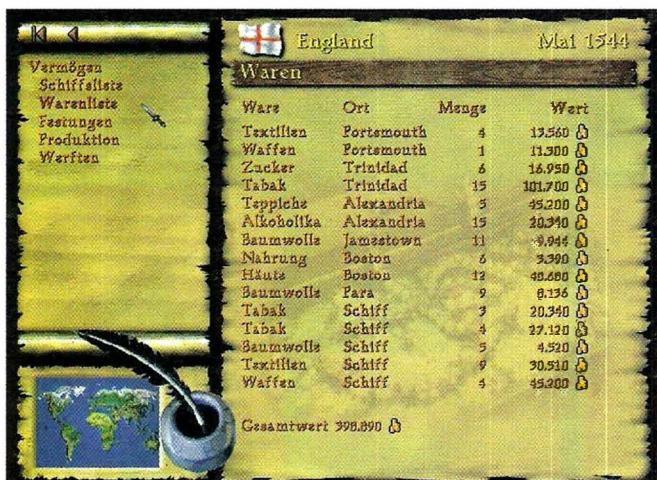 Vermögen
Schiffsliste
Warenliste
Festungen
Produktion
Werften
England Mai 1544
Waren
Ware Ort Menge Wert
Textilien Portsmouth 4 13.560
Waffen Portsmouth 1 11.300
Zucker Trinidad 6 16.950
Tabak Trinidad 15 101.700
Teppiche Alexandria 5 45.200
Alkoholika Alexandria 15 20.340
Baumwolle Jamestown 11 9.944
Nahrung Boston 6 3.390
Häute Boston 12 40.680
Baumwolle Para 9 8.136
Tabak Schiff 3 20.340
Tabak Schiff 4 27.120
Baumwolle Schiff 5 4.520
Textilien Schiff 9 30.510
Waffen Schiff 4 45.200
Gesamtwert 398.890